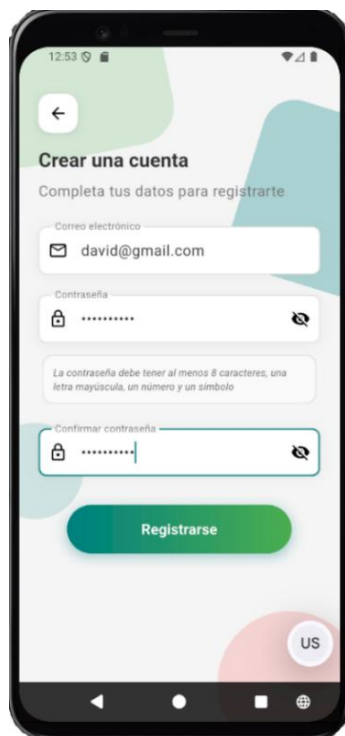 12:53
Crear una cuenta
Completa tus datos para registrarte
Correo electrónico
david@gmail.com
Contraseña
••••••••••
La contraseña debe tener al menos 8 caracteres, una
letra mayúscula, un número y un símbolo
Confirmar contraseña
••••••••••
Registrarse
US